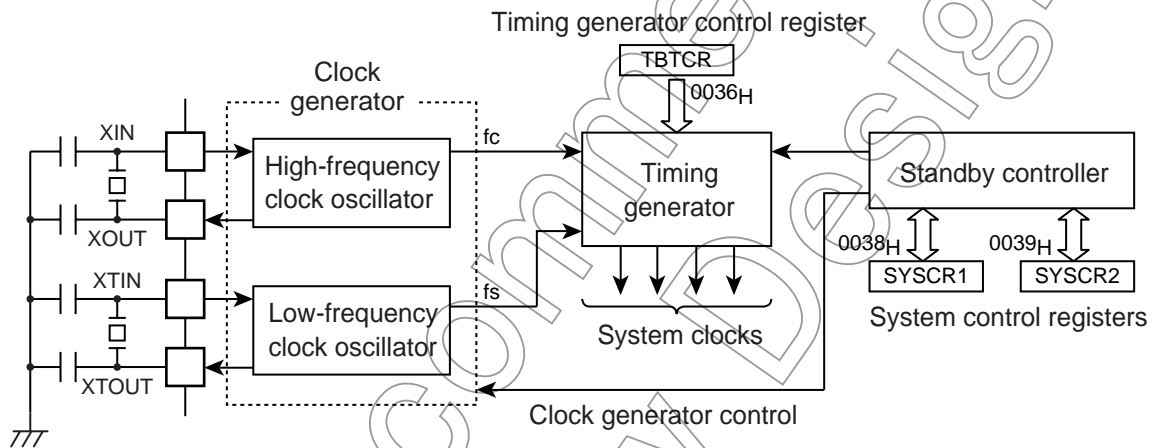 Timing generator control register
TBTCR
0036H
Clock
generator
XIN
XOUT
XTIN
XTOUT
High-frequency
clock oscillator
fc
Low-frequency
clock oscillator
fs
Timing
generator
System clocks
Standby controller
0038H
0039H
SYSCR1
SYSCR2
System control registers
Clock generator control